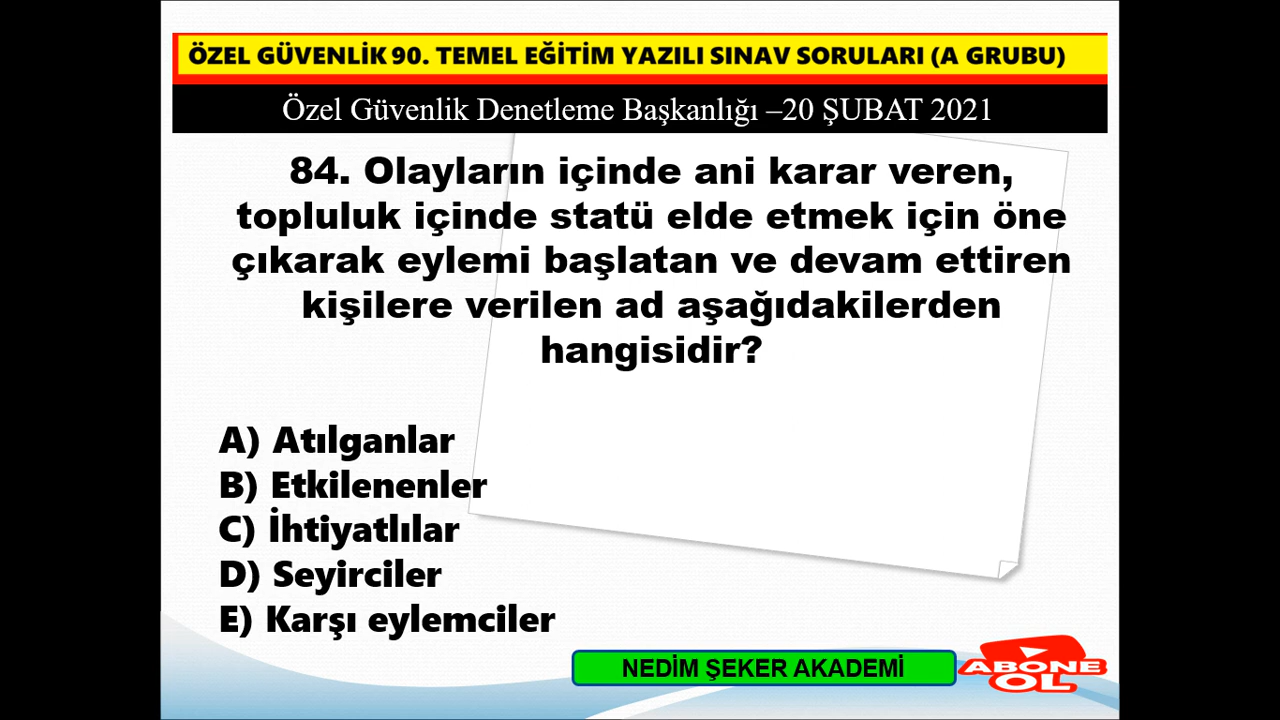 ÖZEL GÜVENLİK 90. TEMEL EĞİTİM YAZILI SINAV SORULARI (A GRUBU)
Özel Güvenlik Denetleme Başkanlığı –20 ŞUBAT 2021
84. Olayların içinde ani karar veren,
topluluk içinde statü elde etmek için öne
çıkarak eylemi başlatan ve devam ettiren
kişilere verilen ad aşağıdakilerden
hangisidir?
A) Atılganlar
B) Etkilenenler
C) İhtiyatlılar
D) Seyirciler
E) Karşı eylemciler
NEDİM ŞEKER AKADEMİ
ABONE
OL